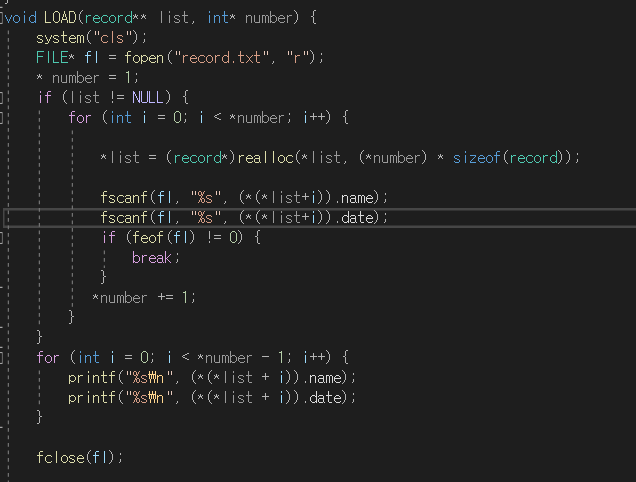 void LOAD(record** list, int* number) {
system("cls");
FILE* fl = fopen("record.txt", "r");
* number = 1;
if (list != NULL) {
for (int i = 0; i < *number; i++) {
*list = (record*)realloc(*list, (*number) * sizeof(record));
fscanf(fl, "%s", (*(*list+i)).name);
fscanf(fl, "%s", (*(*list+i)).date);
if (feof(fl) != 0) {
break;
}
*number += 1;
}
}
for (int i = 0; i < *number - 1; i++) {
printf("%s₩n", (*(*list + i)).name);
printf("%s₩n", (*(*list + i)).date);
}
fclose(fl);